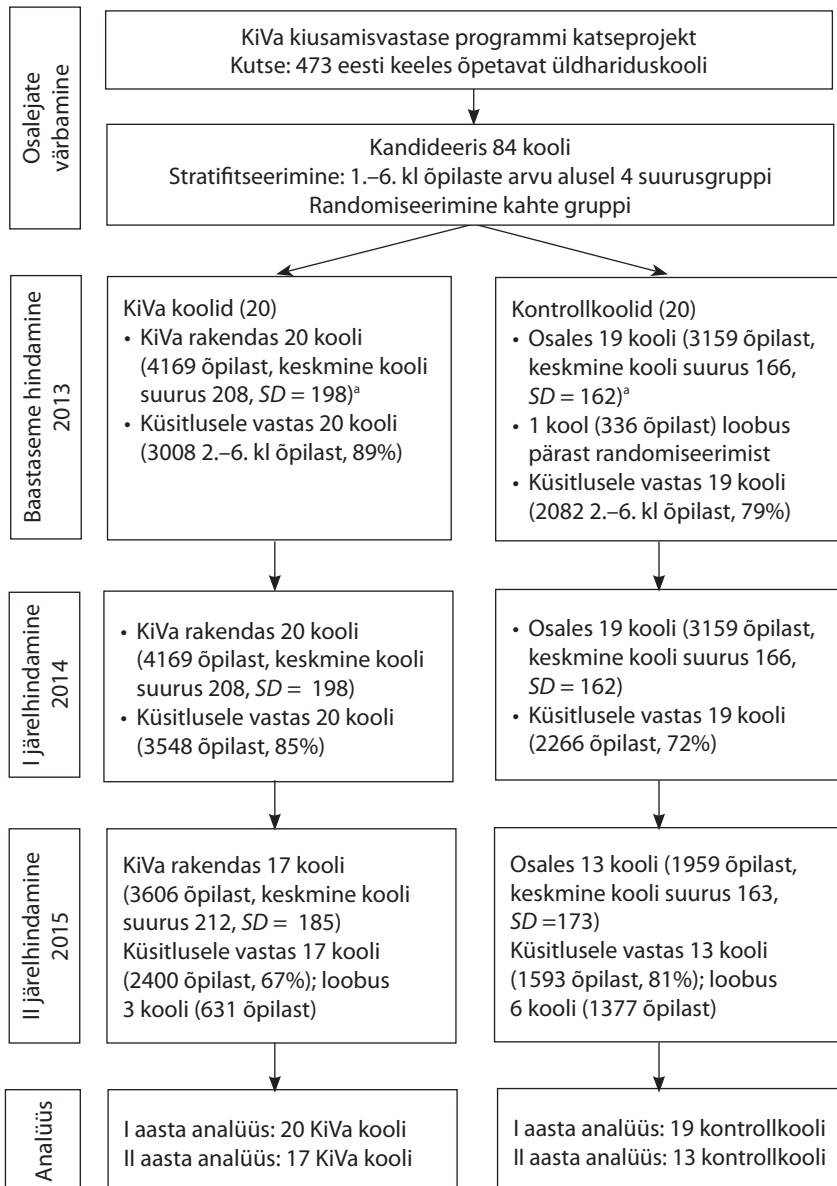 Osalejate
värbamine
KiVa kiusamisvastase programmi katseprojekt
Kutse: 473 eesti keeles õpetavat üldhariduskooli
Kandideeris 84 kooli
Stratifitseerimine: 1.–6. kl õpilaste arvu alusel 4 suurusgruppi
Randomiseerimine kahte gruppi
Baastaseme hindamine
2013
KiVa koolid (20)
• KiVa rakendas 20 kooli
(4169 õpilast, keskmine kooli
suurus 208, SD = 198)ᵃ
• Küsitlusele vastas 20 kooli
(3008 2.–6. kl õpilast, 89%)
Kontrollkoolid (20)
• Osales 19 kooli (3159 õpilast,
keskmine kooli suurus 166,
SD = 162)ᵃ
• 1 kool (336 õpilast) loobus
pärast randomiseerimist
• Küsitlusele vastas 19 kooli
(2082 2.–6. kl õpilast, 79%)
I järelhindamine
2014
• KiVa rakendas 20 kooli
(4169 õpilast, keskmine kooli
suurus 208, SD = 198)
• Küsitlusele vastas 20 kooli
(3548 õpilast, 85%)
• Osales 19 kooli (3159 õpilast,
keskmine kooli suurus 166,
SD = 162)
• Küsitlusele vastas 19 kooli
(2266 õpilast, 72%)
II järelhindamine
2015
KiVa rakendas 17 kooli
(3606 õpilast, keskmine kooli
suurus 212, SD = 185)
Küsitlusele vastas 17 kooli
(2400 õpilast, 67%); loobus
3 kooli (631 õpilast)
Osales 13 kooli (1959 õpilast,
keskmine kooli suurus 163,
SD =173)
Küsitlusele vastas 13 kooli
(1593 õpilast, 81%); loobus
6 kooli (1377 õpilast)
Analüüs
I aasta analüüs: 20 KiVa kooli
II aasta analüüs: 17 KiVa kooli
I aasta analüüs: 19 kontrollkooli
II aasta analüüs: 13 kontrollkooli